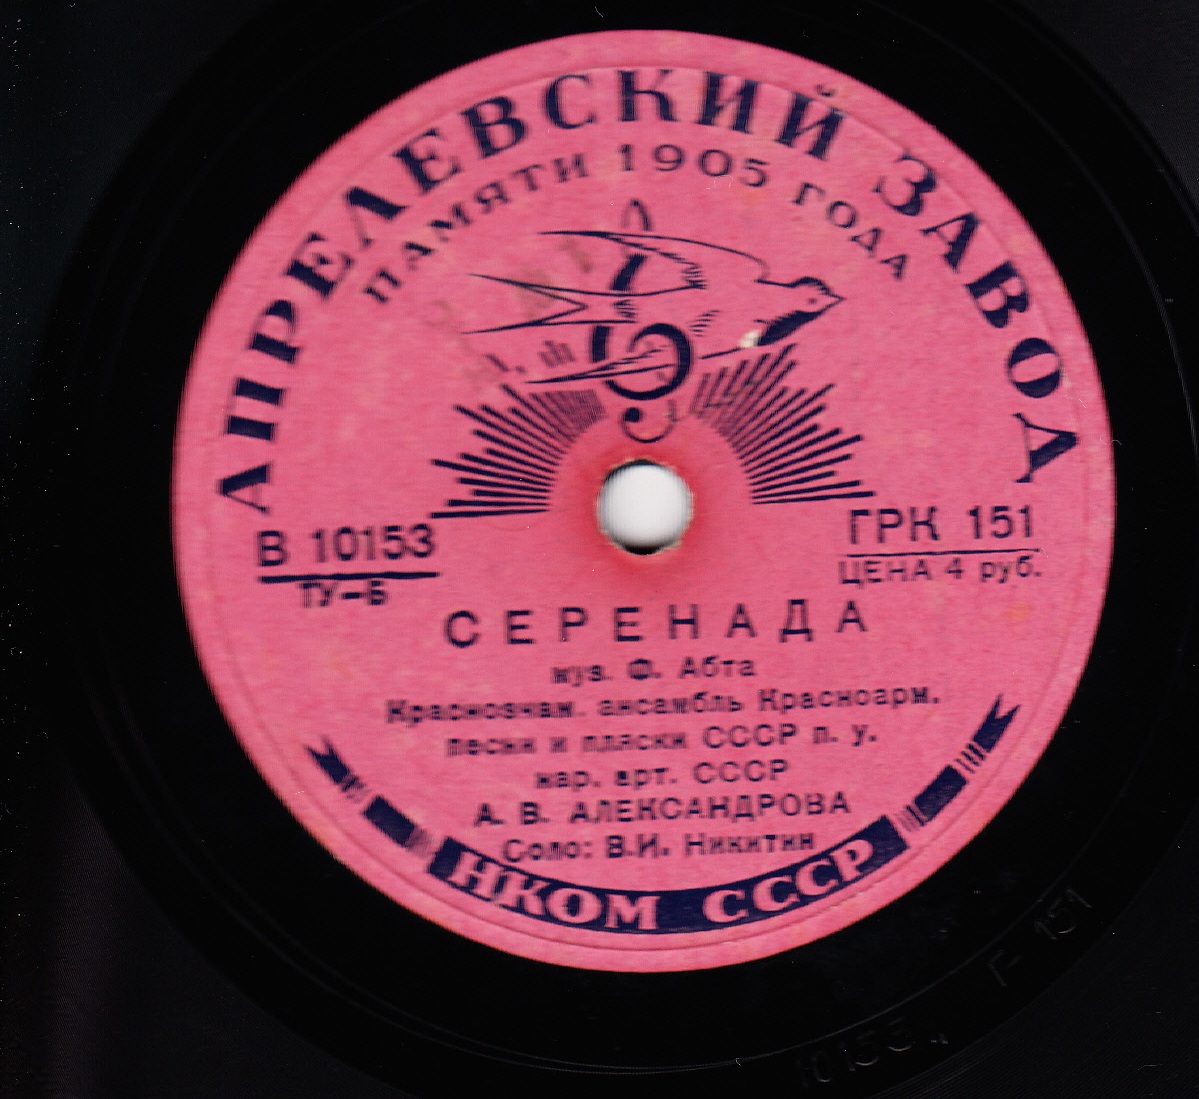 АПРЕЛЕВСКИЙ ЗАВОД
ПАМЯТИ 1905 ГОДА
В 10153
ТУ—Б
ГРК 151
ЦЕНА 4 руб.
СЕРЕНАДА
муз. Ф. Абта
Краснознам. ансамбль Красноарм.
песни и пляски СССР п. у.
нар. арт. СССР
А. В. АЛЕКСАНДРОВА
Соло: В.И. Никитин
НКОМ СССР
10153
Г- 151